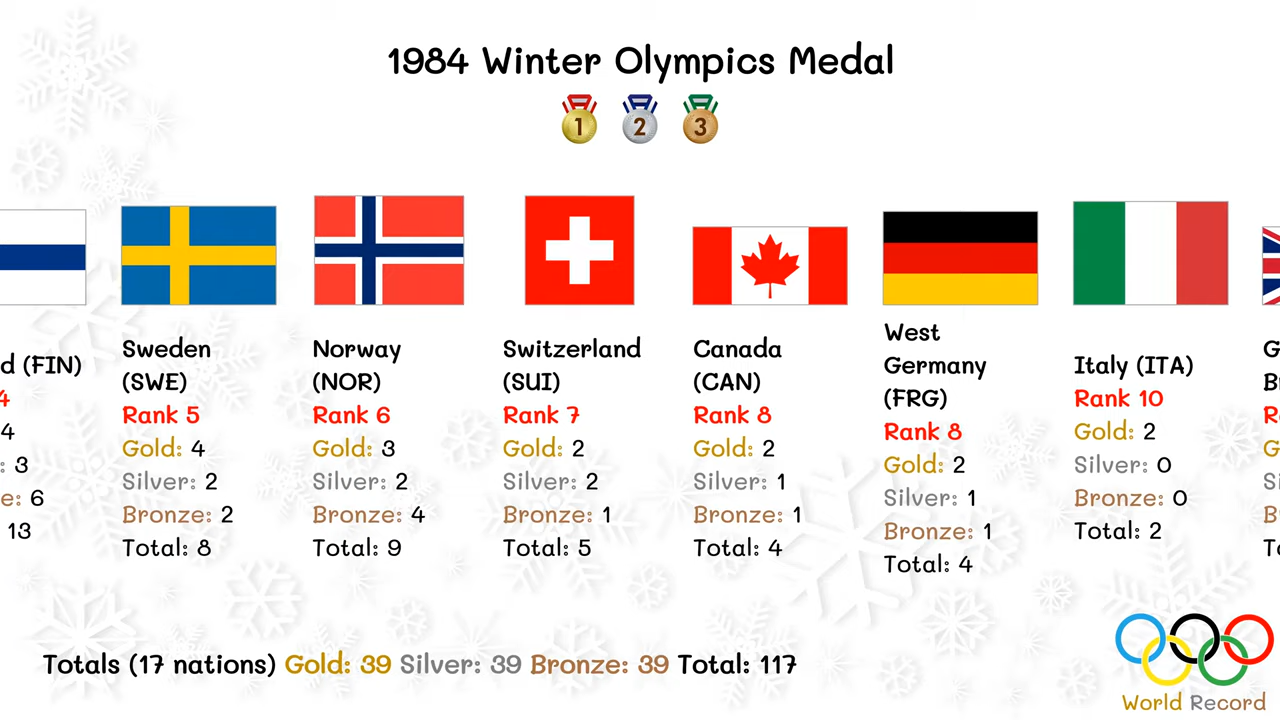 1984 Winter Olympics Medal
1 2 3
d (FIN)
4
4
: 3
e: 6
13
Sweden
(SWE)
Rank 5
Gold: 4
Silver: 2
Bronze: 2
Total: 8
Norway
(NOR)
Rank 6
Gold: 3
Silver: 2
Bronze: 4
Total: 9
Switzerland
(SUI)
Rank 7
Gold: 2
Silver: 2
Bronze: 1
Total: 5
Canada
(CAN)
Rank 8
Gold: 2
Silver: 1
Bronze: 1
Total: 4
West
Germany
(FRG)
Rank 8
Gold: 2
Silver: 1
Bronze: 1
Total: 4
Italy (ITA)
Rank 10
Gold: 2
Silver: 0
Bronze: 0
Total: 2
G
B
R
G
Si
B
T
Totals (17 nations) Gold: 39 Silver: 39 Bronze: 39 Total: 117
World Record